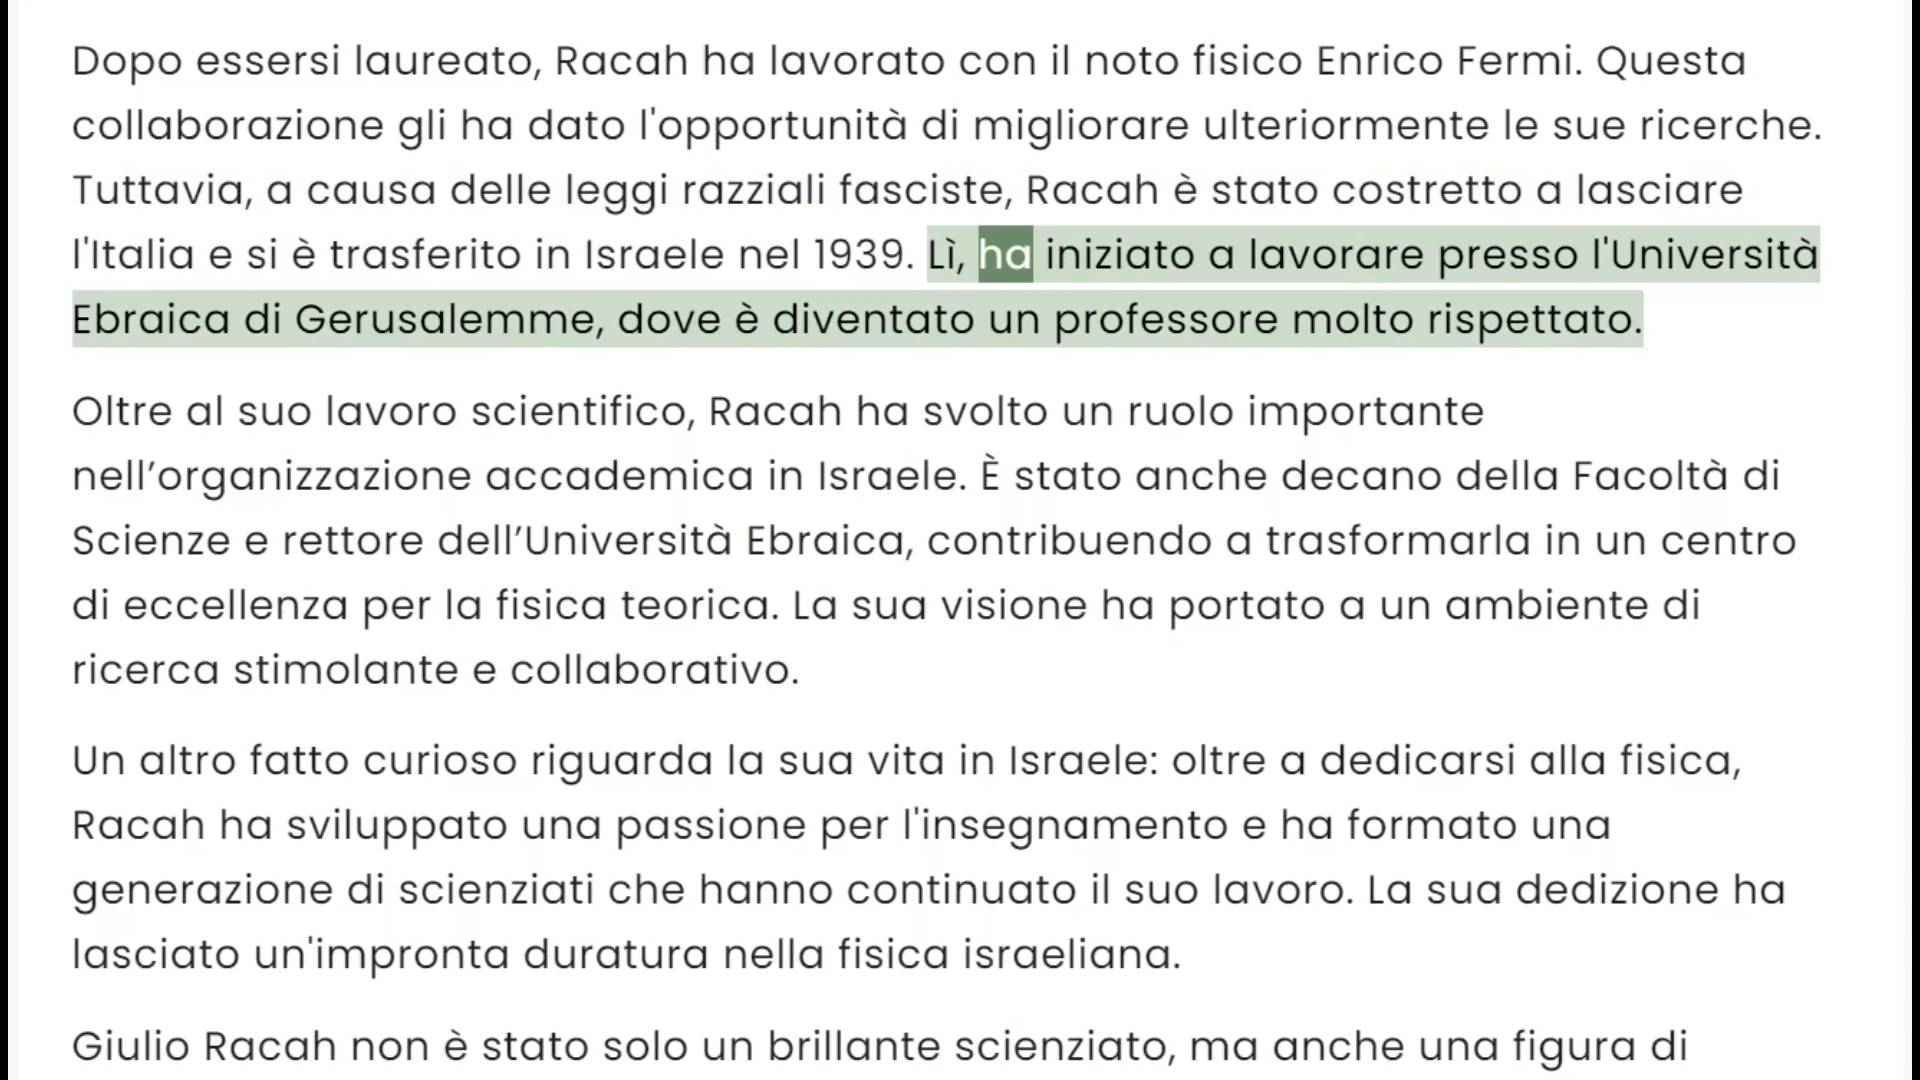 Dopo essersi laureato, Racah ha lavorato con il noto fisico Enrico Fermi. Questa
collaborazione gli ha dato l'opportunità di migliorare ulteriormente le sue ricerche.
Tuttavia, a causa delle leggi razziali fasciste, Racah è stato costretto a lasciare
l'Italia e si è trasferito in Israele nel 1939. Lì, ha iniziato a lavorare presso l'Università
Ebraica di Gerusalemme, dove è diventato un professore molto rispettato.
Oltre al suo lavoro scientifico, Racah ha svolto un ruolo importante
nell’organizzazione accademica in Israele. È stato anche decano della Facoltà di
Scienze e rettore dell’Università Ebraica, contribuendo a trasformarla in un centro
di eccellenza per la fisica teorica. La sua visione ha portato a un ambiente di
ricerca stimolante e collaborativo.
Un altro fatto curioso riguarda la sua vita in Israele: oltre a dedicarsi alla fisica,
Racah ha sviluppato una passione per l'insegnamento e ha formato una
generazione di scienziati che hanno continuato il suo lavoro. La sua dedizione ha
lasciato un'impronta duratura nella fisica israeliana.
Giulio Racah non è stato solo un brillante scienziato, ma anche una figura di